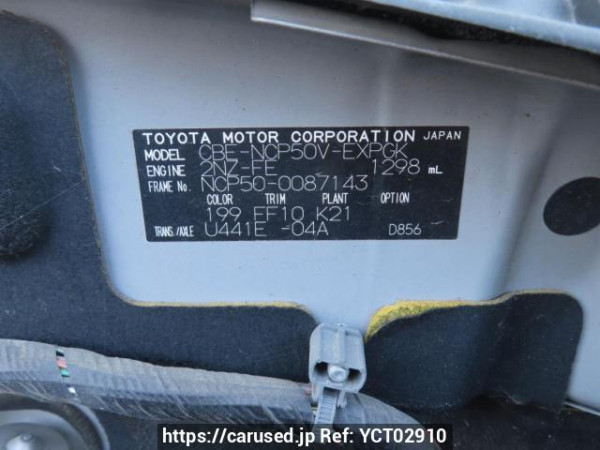 TOYOTA MOTOR CORPORATION JAPAN
MODEL CBE-NCP50V-EXPGK
ENGINE 2NZ-FE 1298 mL
FRAME No. NCP50-0087143
COLOR TRIM PLANT OPTION
199 FF10 K21
TRANS./AXLE U441E -04A D856
https://carused.jp Ref: YCT02910